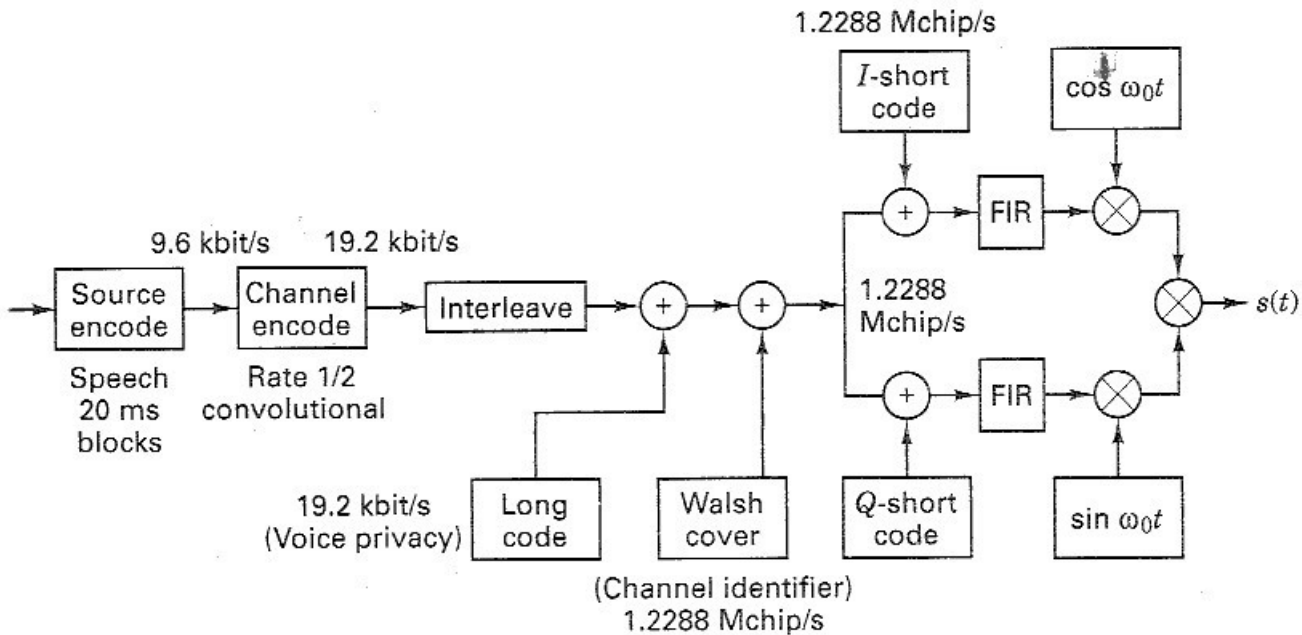 1.2288 Mchip/s
I-short
code
cos ω₀t
9.6 kbit/s
19.2 kbit/s
Source
encode
Channel
encode
Interleave
+
+
+
FIR
1.2288
Mchip/s
s(t)
+
FIR
Speech
20 ms
blocks
Rate 1/2
convolutional
19.2 kbit/s
(Voice privacy)
Long
code
Walsh
cover
Q-short
code
sin ω₀t
(Channel identifier)
1.2288 Mchip/s